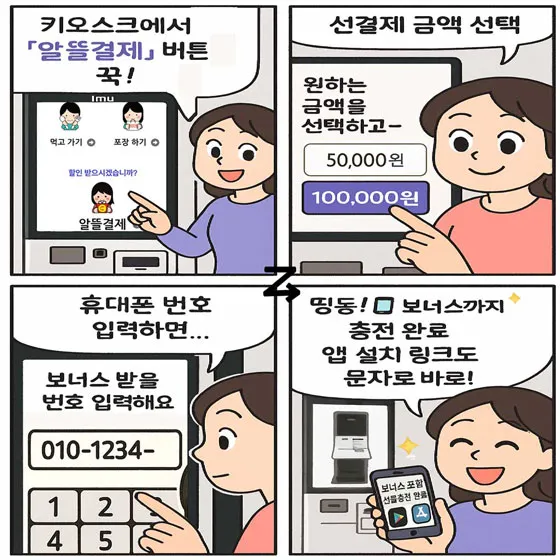 키오스크에서
「알뜰결제」 버튼
꾹!
Imu
먹고 가기
포장 하기
할인 받으시겠습니까?
알뜰결제
선결제 금액 선택
원하는
금액을
선택하고-
50,000원
100,000원
휴대폰 번호
입력하면...
보너스 받을
번호 입력해요
010-1234-
1 2 3
4 5
띵동! 보너스까지
충전 완료
앱 설치 링크도
문자로 바로!
보너스 포함
선불충전 완료